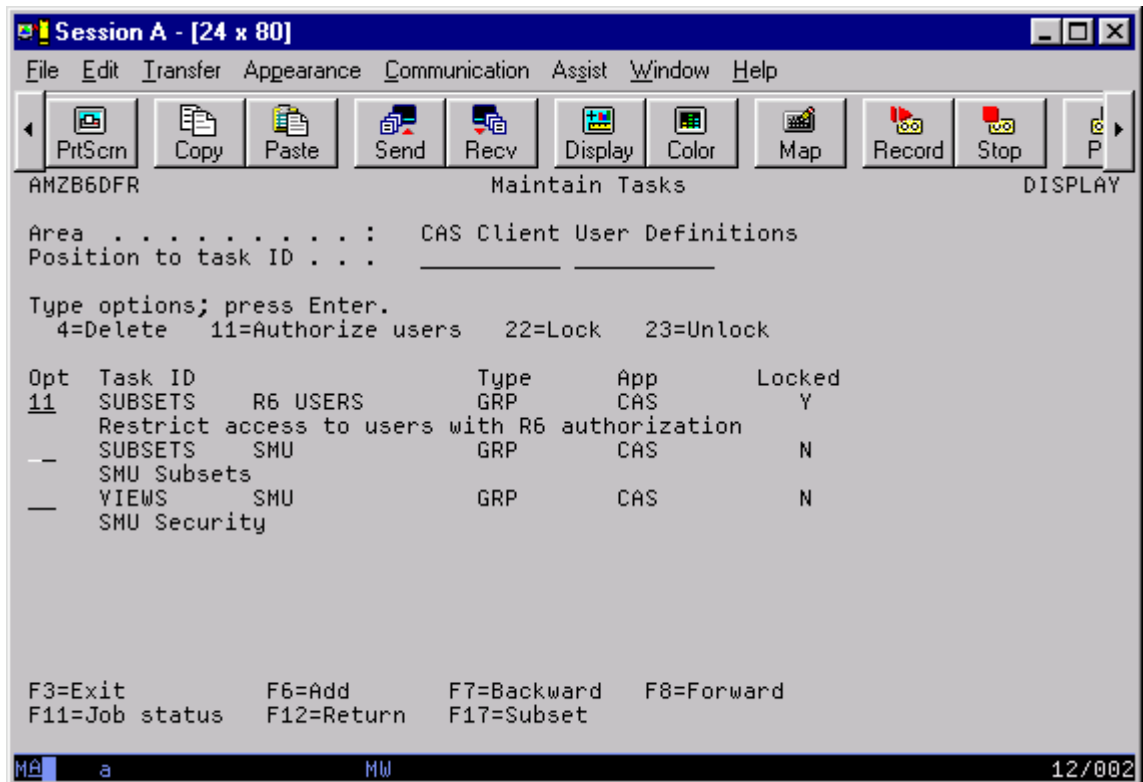 Session A - [24 x 80]
File Edit Transfer Appearance Communication Assist Window Help
PrtScrn Copy Paste Send Recv Display Color Map Record Stop P
AMZB6DFR Maintain Tasks DISPLAY
Area . . . . . . . . . . : CAS Client User Definitions
Position to task ID . . .
Type options; press Enter.
4=Delete 11=Authorize users 22=Lock 23=Unlock
Opt Task ID Type App Locked
11 SUBSETS R6 USERS GRP CAS Y
Restrict access to users with R6 authorization
SUBSETS SMU GRP CAS N
SMU Subsets
VIEWS SMU GRP CAS N
SMU Security
F3=Exit F6=Add F7=Backward F8=Forward
F11=Job status F12=Return F17=Subset
MA a MW 12/002